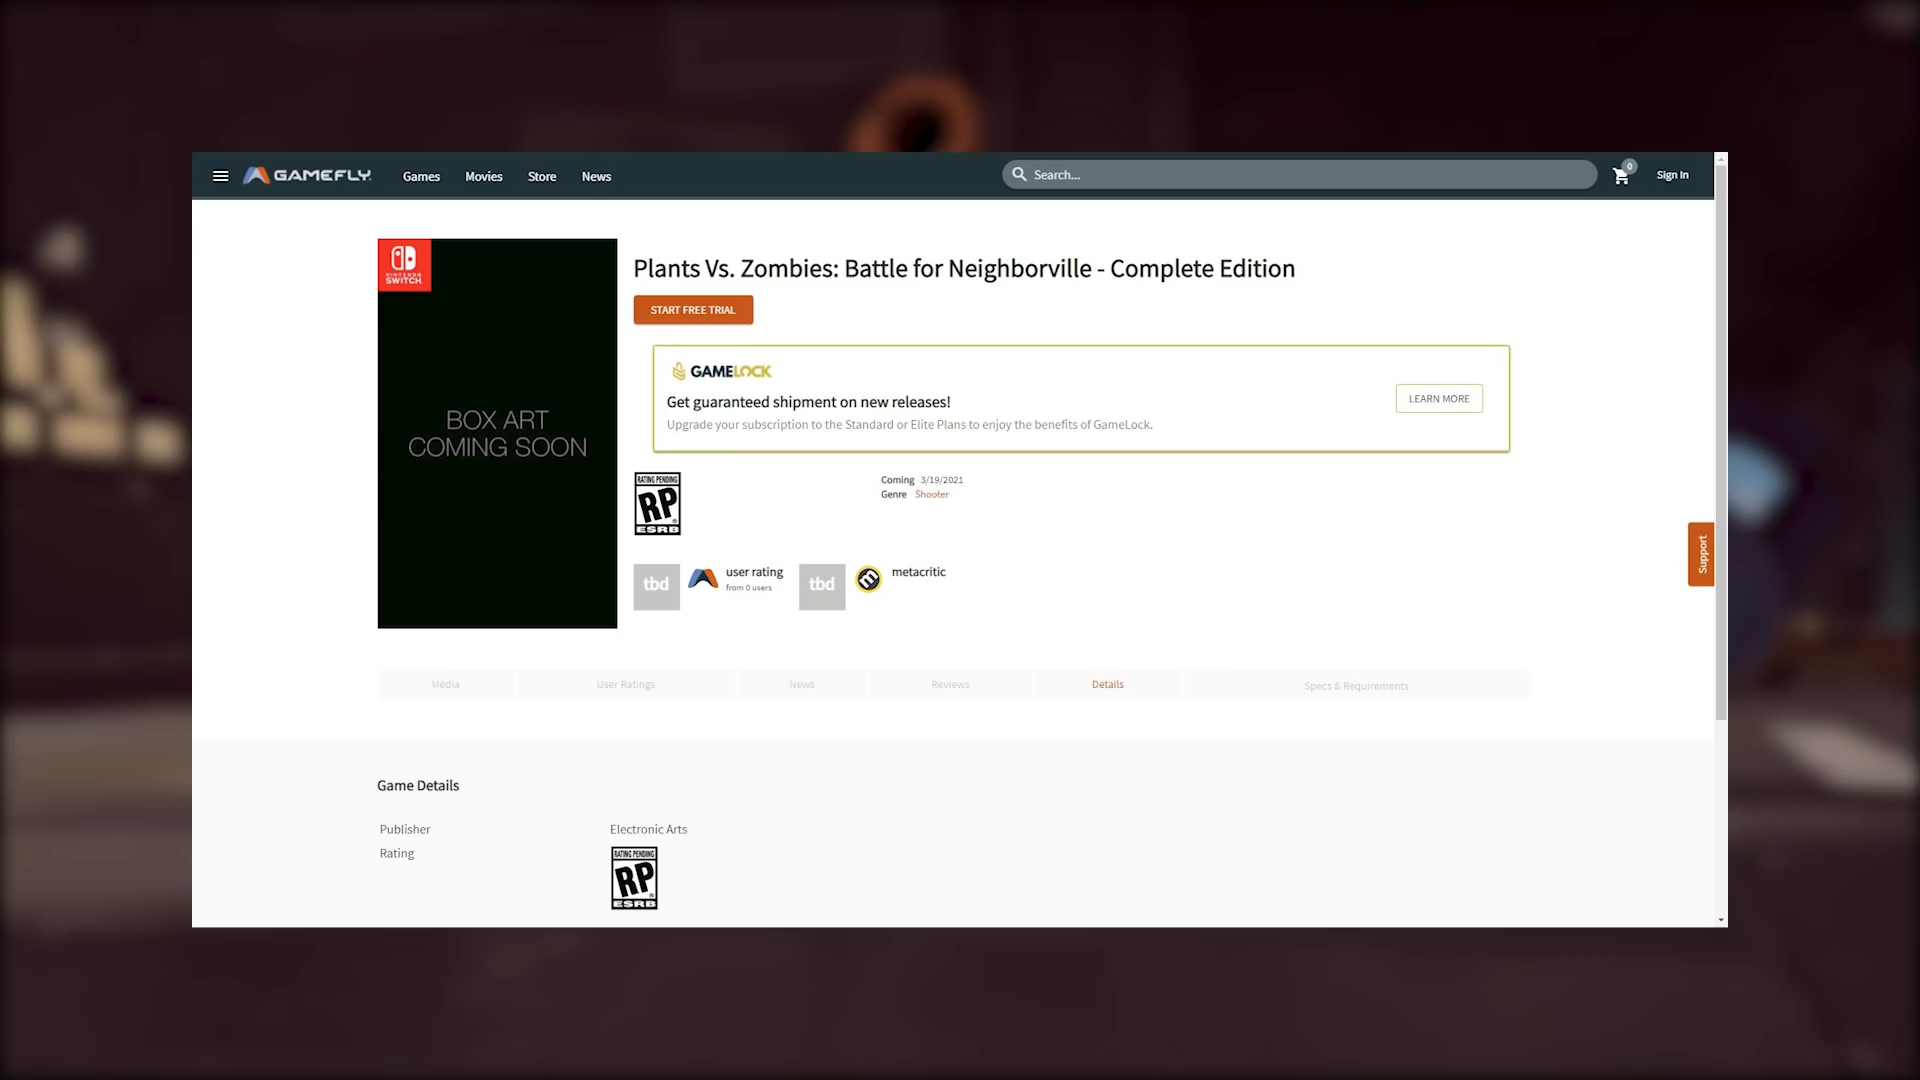 GAMEFLY
Games
Movies
Store
News
Search...
0
Sign In
NINTENDO
SWITCH
BOX ART
COMING SOON
Plants Vs. Zombies: Battle for Neighborville - Complete Edition
START FREE TRIAL
GAMELOCK
Get guaranteed shipment on new releases!
Upgrade your subscription to the Standard or Elite Plans to enjoy the benefits of GameLock.
LEARN MORE
RATING PENDING
RP
ESRB
Coming 3/19/2021
Genre Shooter
tbd
user rating
from 0 users
tbd
metacritic
Support
Media
User Ratings
News
Reviews
Details
Specs & Requirements
Game Details
Publisher
Electronic Arts
Rating
RATING PENDING
RP
ESRB